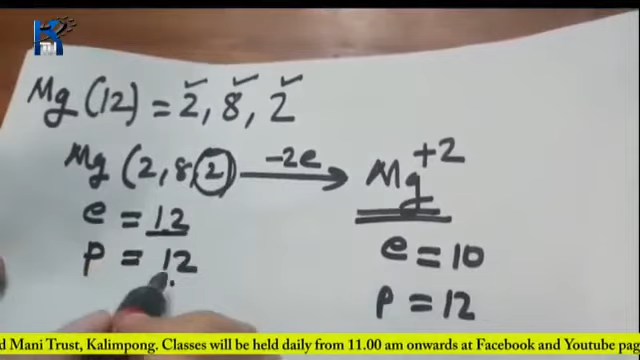 Mg (12) = 2, 8, 2
Mg (2, 8, 2) -2e → Mg+2
e = 12
p = 12
e = 10
p = 12
d Mani Trust, Kalimpong. Classes will be held daily from 11.00 am onwards at Facebook and Youtube pag